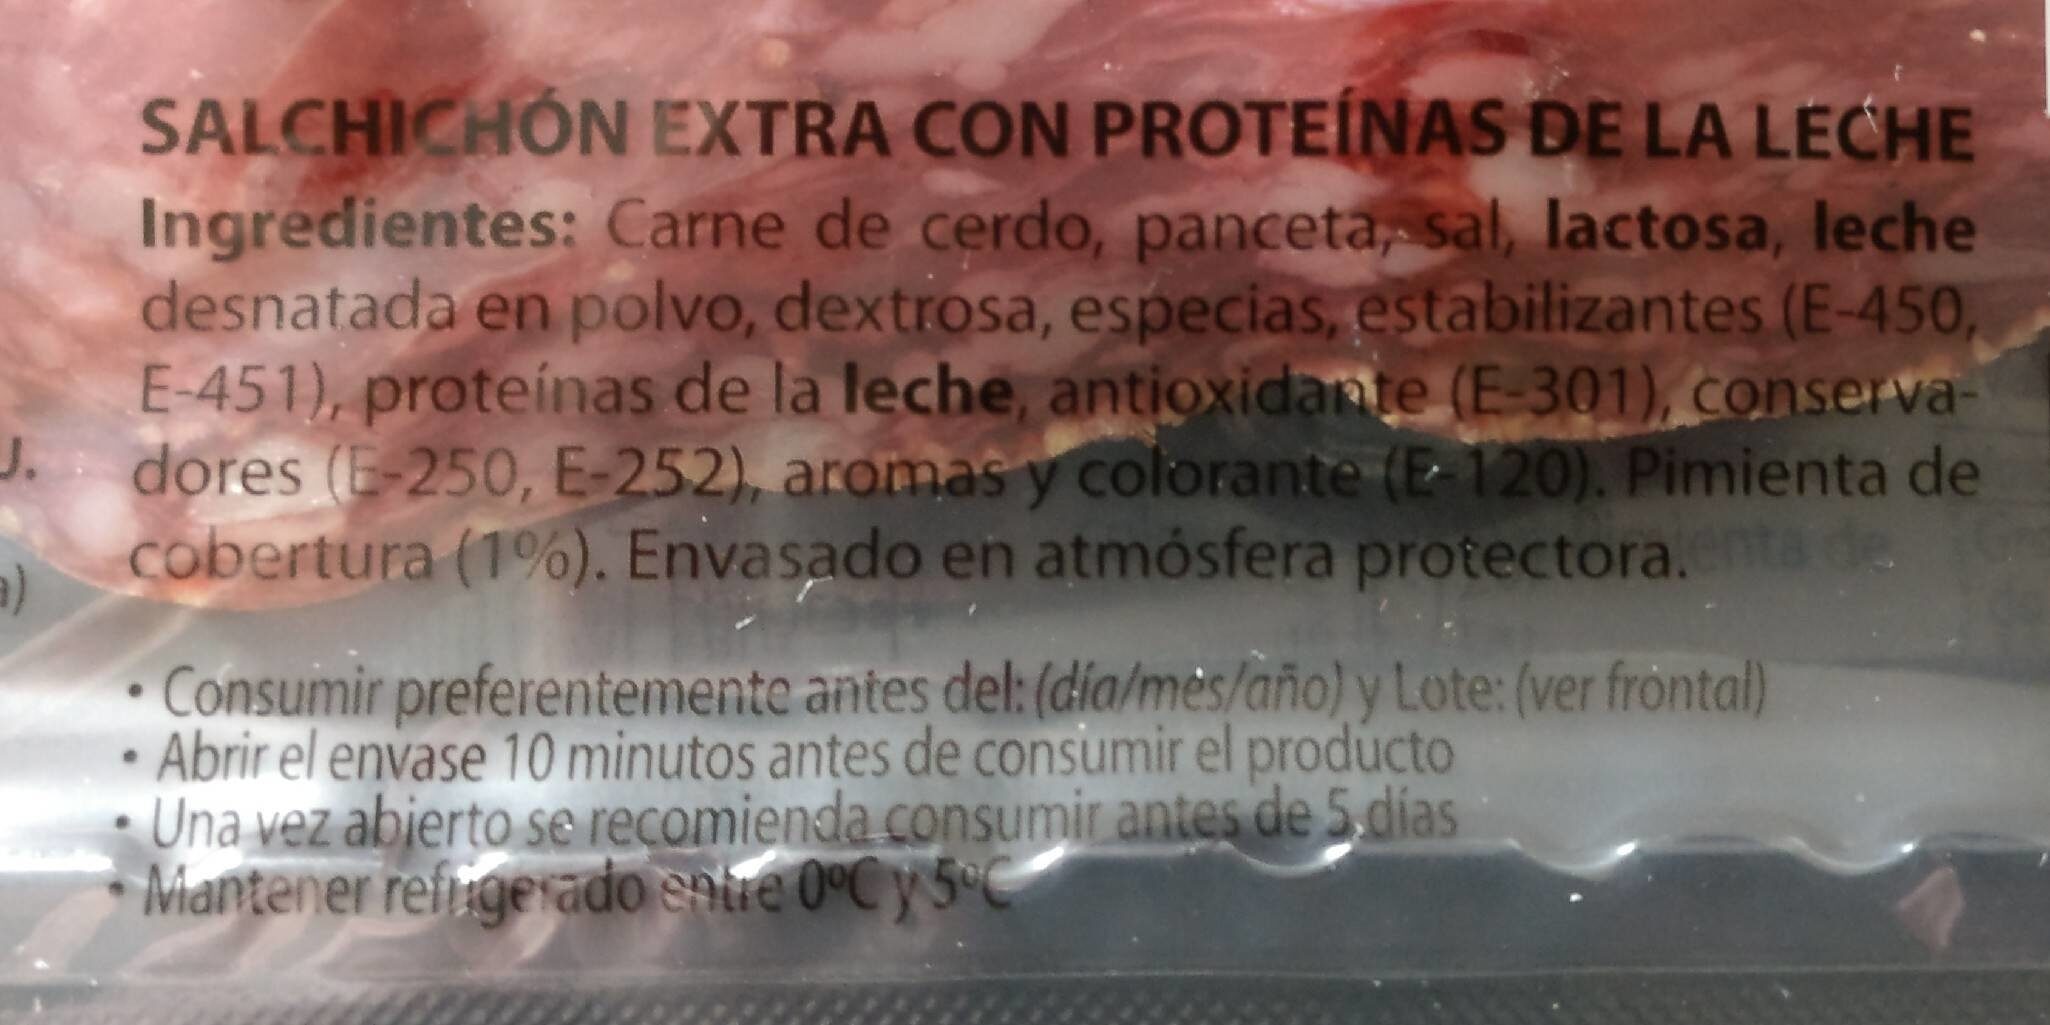 SALCHICHÓN EXTRA CON PROTEÍNAS DE LA LECHE
Ingredientes: Carne de cerdo, panceta, sal, lactosa, leche
desnatada en polvo, dextrosa, especias, estabilizantes (E-450,
E-451), proteínas de la leche, antioxidante (E-301), conserva-
dores (E-250, E-252), aromas y colorante (E-120). Pimienta de
cobertura (1%). Envasado en atmósfera protectora.
• Consumir preferentemente antes del: (día/mes/año) y Lote: (ver frontal)
• Abrir el envase 10 minutos antes de consumir el producto
• Una vez abierto se recomienda consumir antes de 5 días
• Mantener refrigerado entre 0ºC y 5ºC